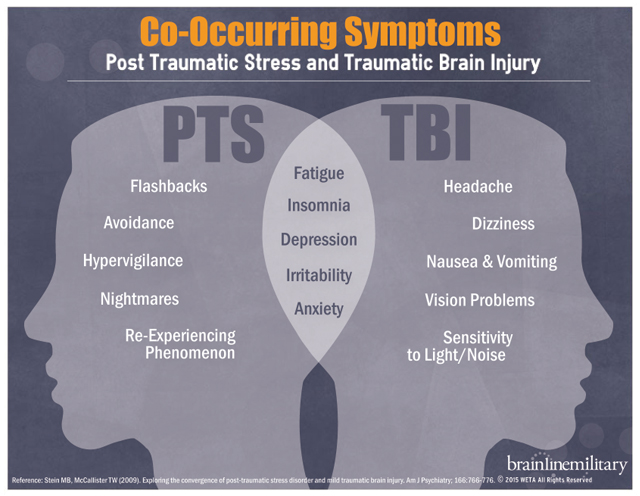 Co-Occurring Symptoms
Post Traumatic Stress and Traumatic Brain Injury
PTS
Flashbacks
Avoidance
Hypervigilance
Nightmares
Re-Experiencing
Phenomenon
Fatigue
Insomnia
Depression
Irritability
Anxiety
TBI
Headache
Dizziness
Nausea & Vomiting
Vision Problems
Sensitivity
to Light/Noise
brainlinemilitary
Reference: Stein MB, McCallister TW (2009). Exploring the convergence of post-traumatic stress disorder and mild traumatic brain injury. Am J Psychiatry; 166:766-776. © 2015 WETA All Rights Reserved